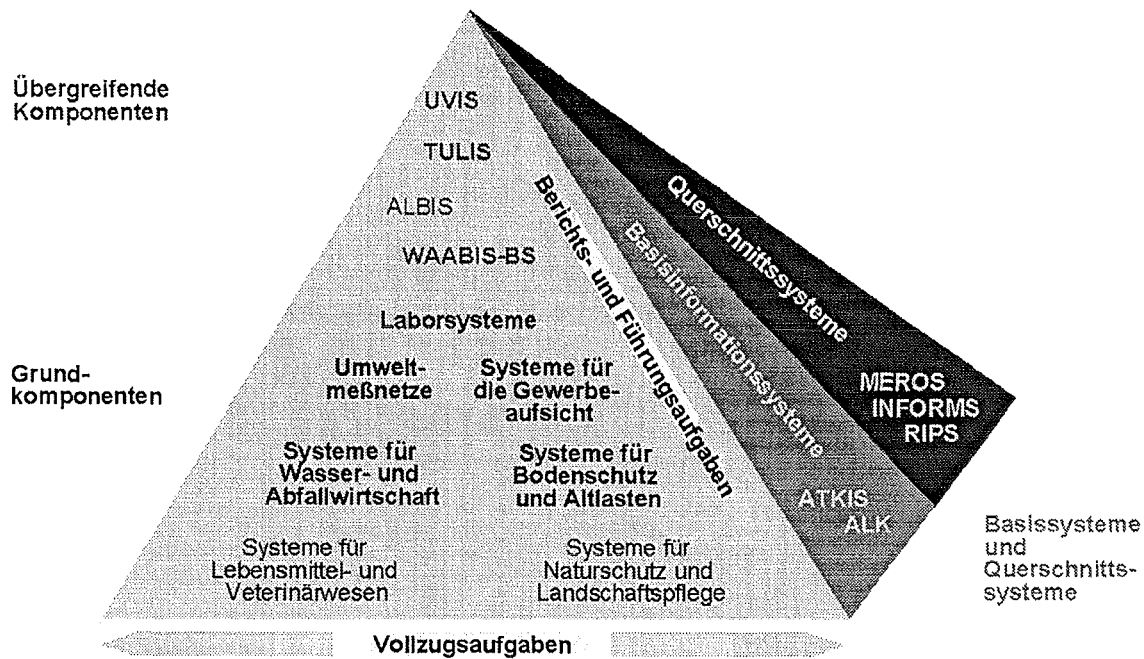 Übergreifende
Komponenten
UVIS
TULIS
ALBIS
WAABIS-BS
Laborsysteme
Grund-
komponenten
Umwelt-
meßnetze
Systeme für
die Gewerbe-
aufsicht
Systeme für
Wasser- und
Abfallwirtschaft
Systeme für
Bodenschutz
und Altlasten
Systeme für
Lebensmittel- und
Veterinärwesen
Systeme für
Naturschutz und
Landschaftspflege
Berichts- und Führungsaufgaben
Basisinformationssysteme
ATKIS
ALK
Querschnittssysteme
MEROS
INFORMS
RIPS
Basissysteme
und
Querschnitts-
systeme
Vollzugsaufgaben